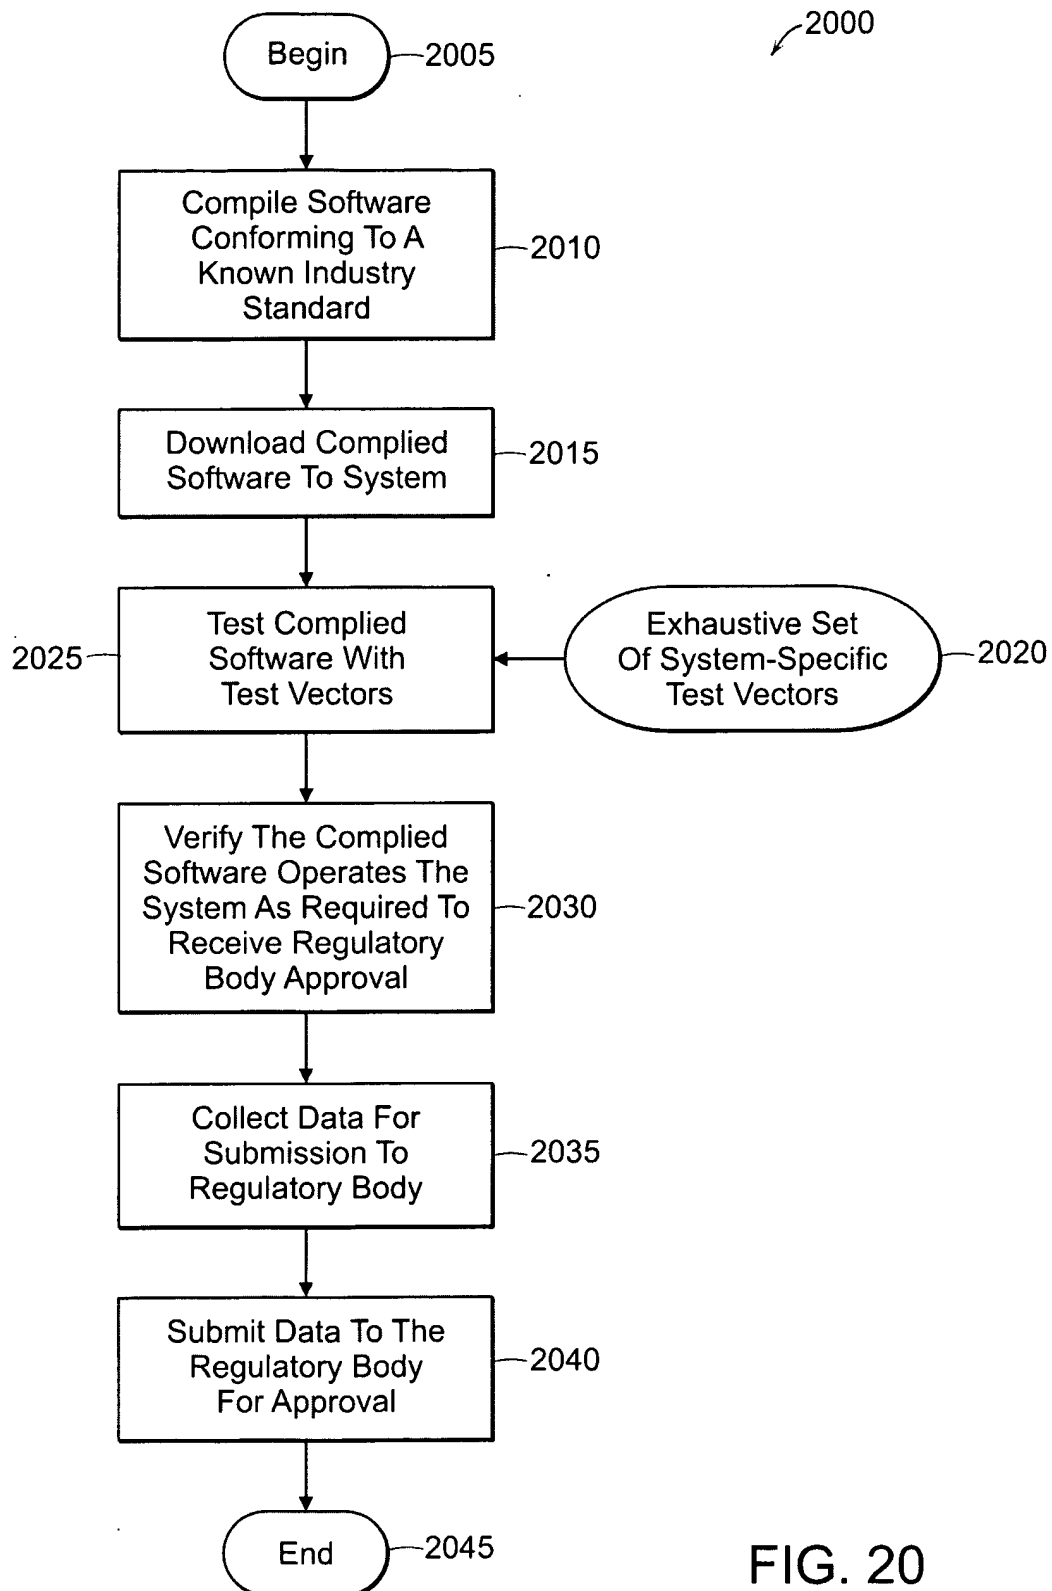 2000
Begin
2005
Compile Software
Conforming To A
Known Industry
Standard
2010
Download Complied
Software To System
2015
Test Complied
Software With
Test Vectors
2025
Exhaustive Set
Of System-Specific
Test Vectors
2020
Verify The Complied
Software Operates The
System As Required To
Receive Regulatory
Body Approval
2030
Collect Data For
Submission To
Regulatory Body
2035
Submit Data To The
Regulatory Body
For Approval
2040
End
2045
FIG. 20